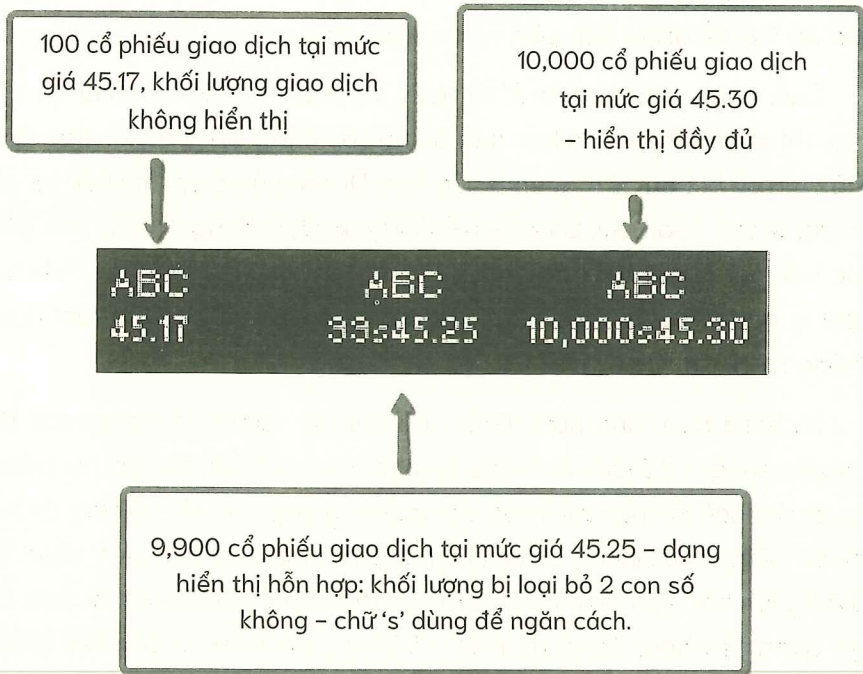 100 cổ phiếu giao dịch tại mức
giá 45.17, khối lượng giao dịch
không hiển thị
10,000 cổ phiếu giao dịch
tại mức giá 45.30
– hiển thị đầy đủ
ABC ABC ABC
45.17 33s45.25 10,000s45.30
9,900 cổ phiếu giao dịch tại mức giá 45.25 – dạng
hiển thị hỗn hợp: khối lượng bị loại bỏ 2 con số
không – chữ ‘s’ dùng để ngăn cách.